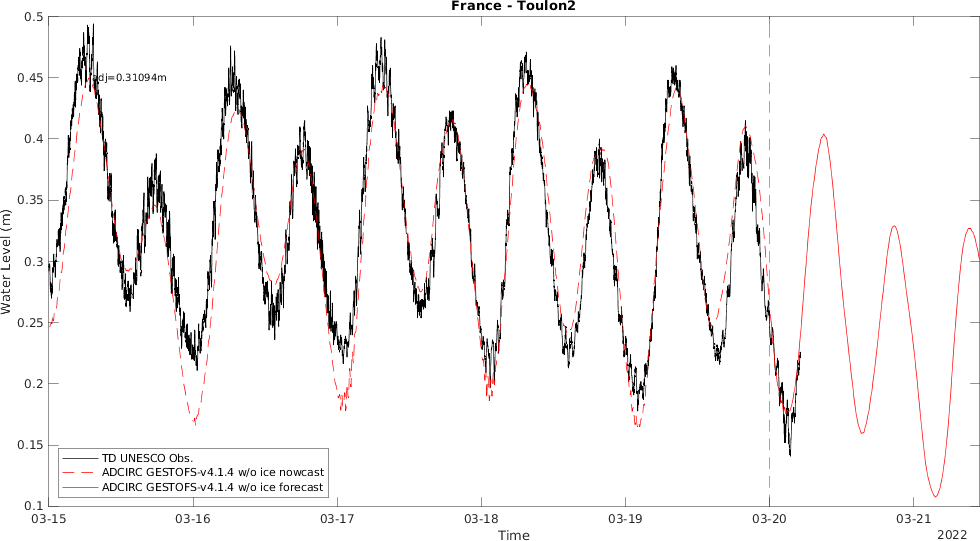 France - Toulon2
0.5
0.45
0.4
0.35
0.3
0.25
0.2
0.15
0.1
Water Level (m)
adj=0.31094m
TD UNESCO Obs.
ADCIRC GESTOFS-v4.1.4 w/o ice nowcast
ADCIRC GESTOFS-v4.1.4 w/o ice forecast
03-15 03-16 03-17 03-18 03-19 03-20 03-21
Time
2022